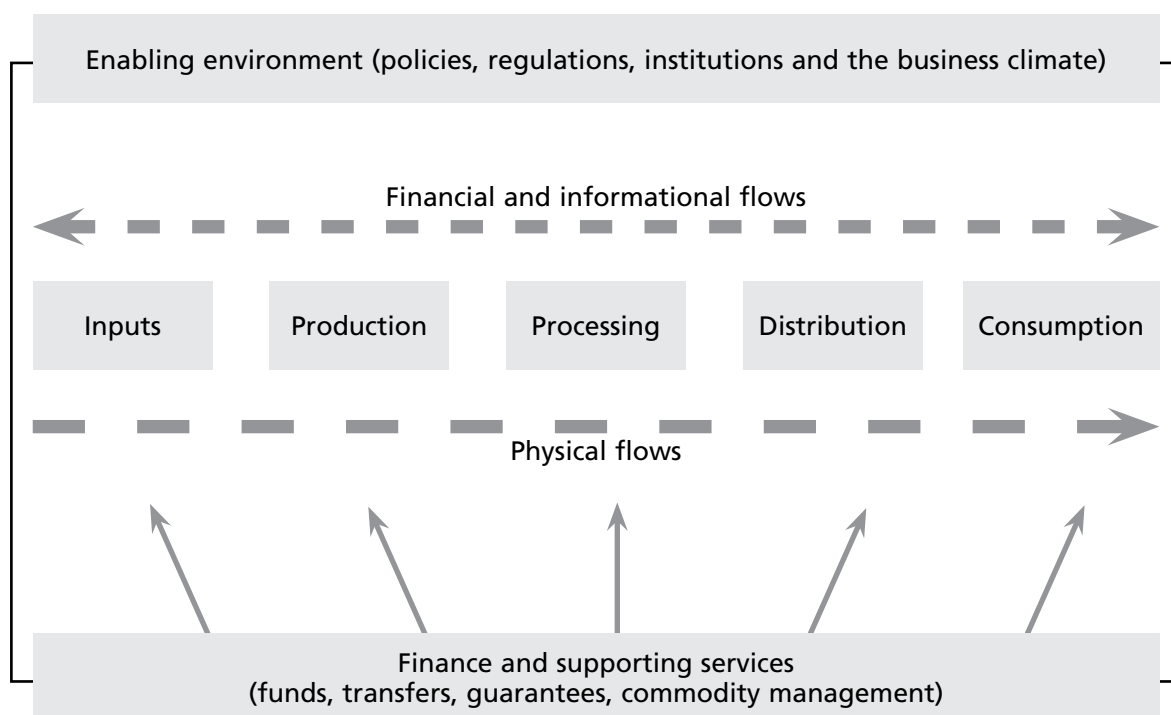 Enabling environment (policies, regulations, institutions and the business climate)
Financial and informational flows
Inputs
Production
Processing
Distribution
Consumption
Physical flows
Finance and supporting services
(funds, transfers, guarantees, commodity management)